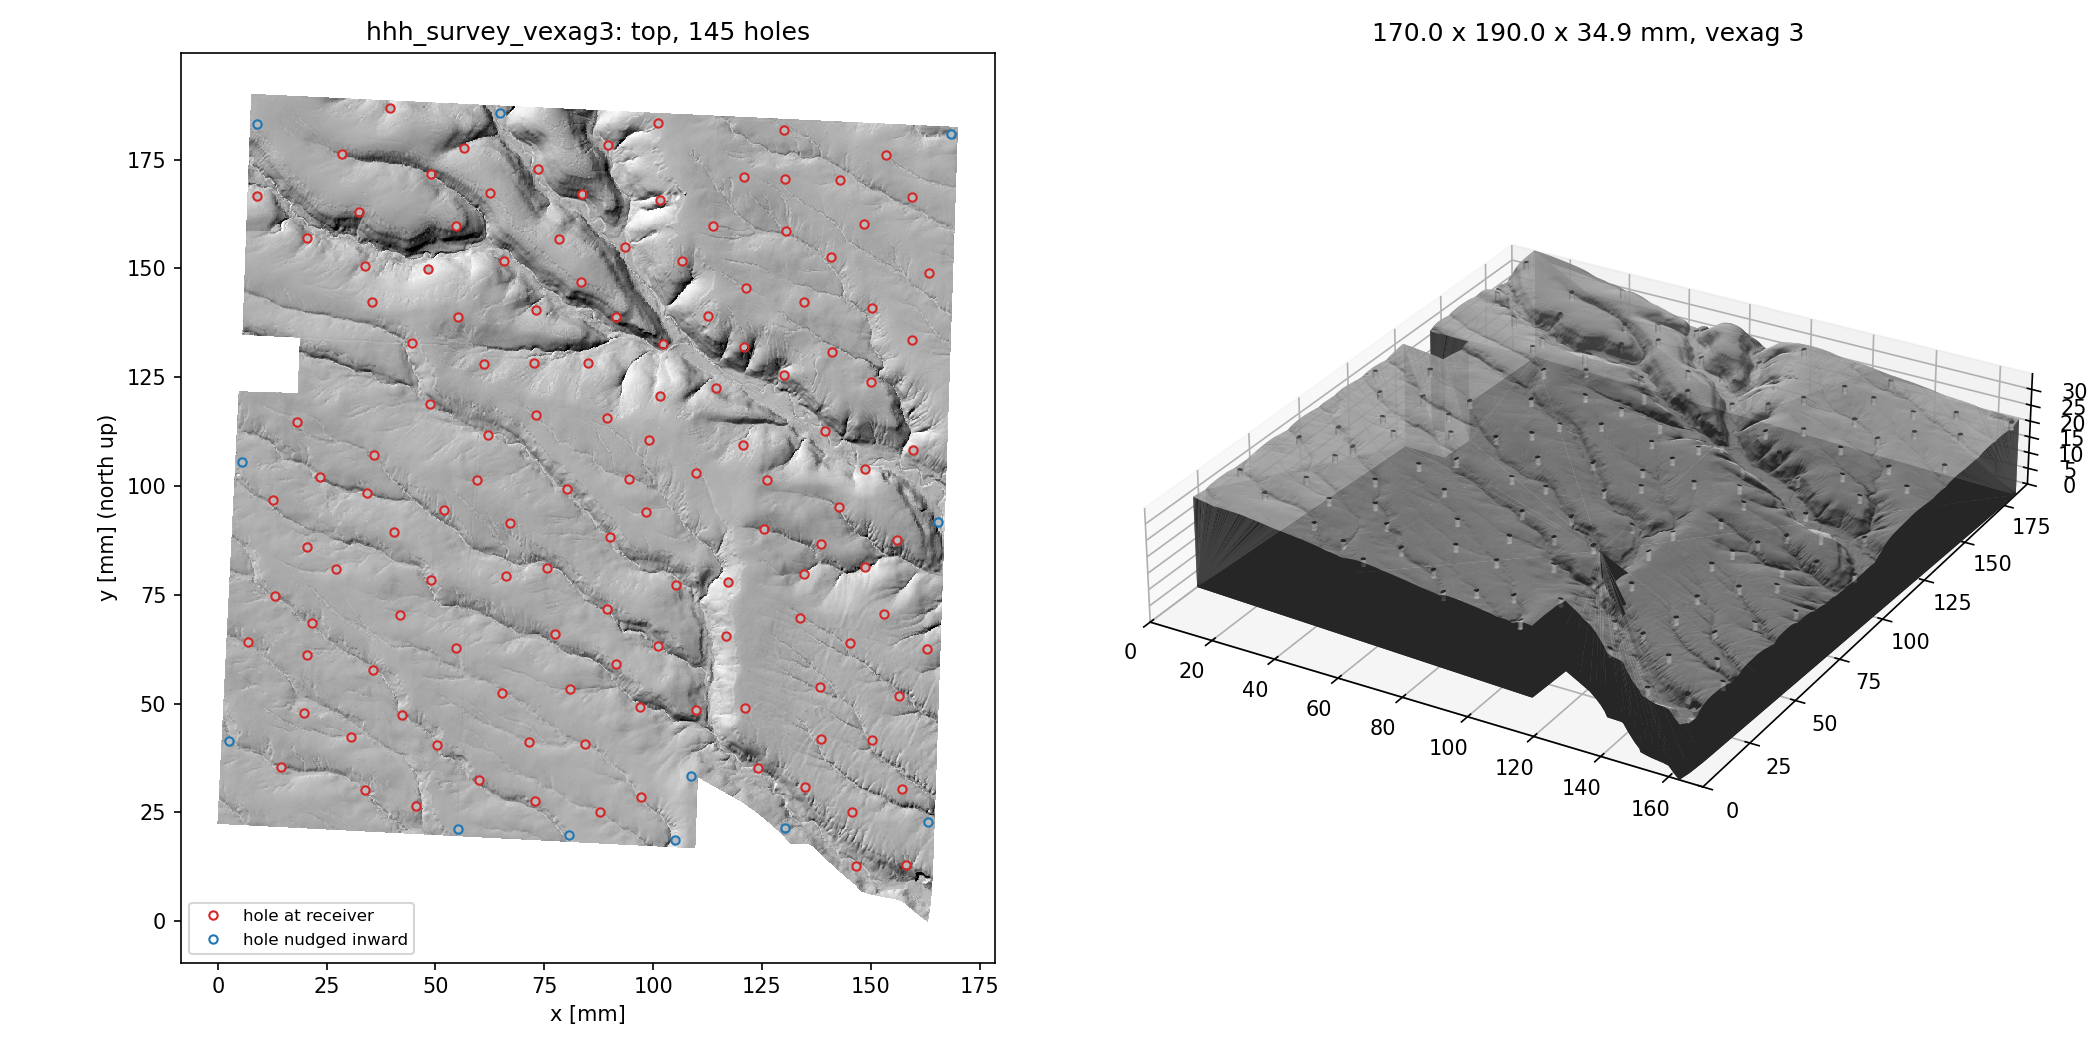 hhh_survey_vexag3: top, 145 holes
175
150
125
100
75
50
25
0
y [mm] (north up)
hole at receiver
hole nudged inward
0 25 50 75 100 125 150 175
x [mm]
170.0 x 190.0 x 34.9 mm, vexag 3
30
25
20
15
10
5
0
175
150
125
100
75
50
25
0
0 20 40 60 80 100 120 140 160